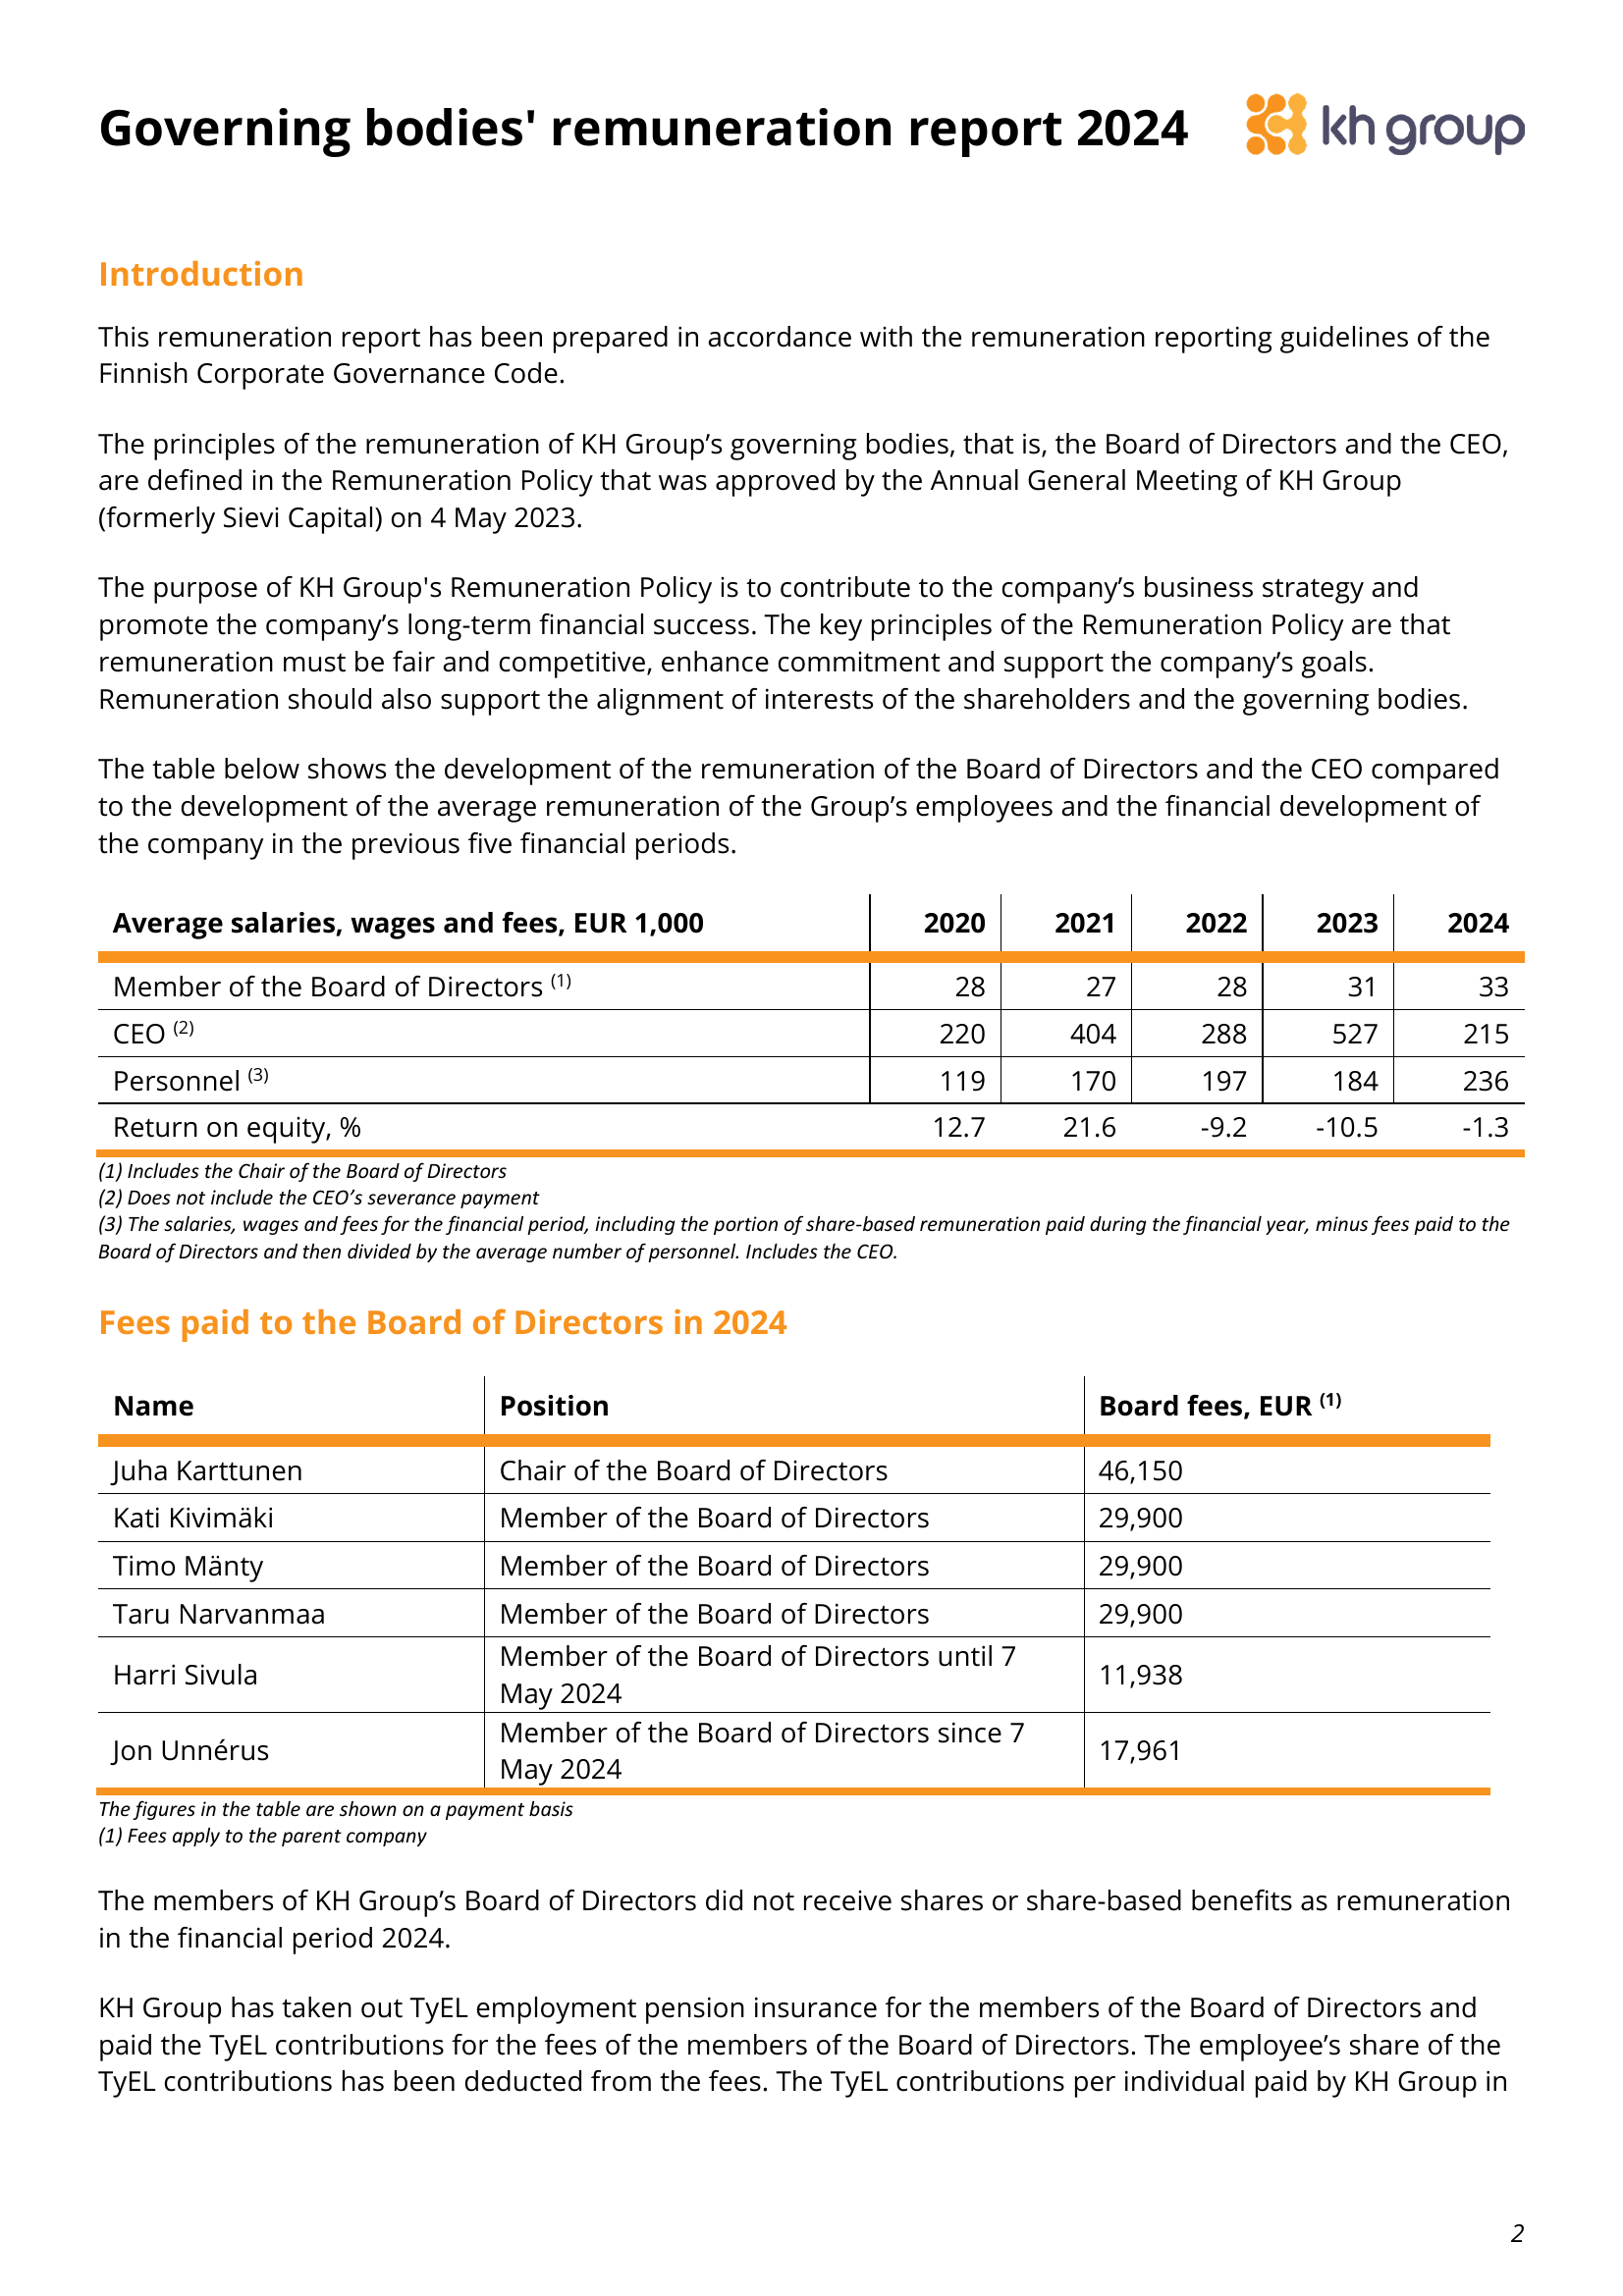 Governing bodies' remuneration report 2024
kh group
Introduction
This remuneration report has been prepared in accordance with the remuneration reporting guidelines of the
Finnish Corporate Governance Code.
The principles of the remuneration of KH Group’s governing bodies, that is, the Board of Directors and the CEO,
are defined in the Remuneration Policy that was approved by the Annual General Meeting of KH Group
(formerly Sievi Capital) on 4 May 2023.
The purpose of KH Group's Remuneration Policy is to contribute to the company’s business strategy and
promote the company’s long-term financial success. The key principles of the Remuneration Policy are that
remuneration must be fair and competitive, enhance commitment and support the company’s goals.
Remuneration should also support the alignment of interests of the shareholders and the governing bodies.
The table below shows the development of the remuneration of the Board of Directors and the CEO compared
to the development of the average remuneration of the Group’s employees and the financial development of
the company in the previous five financial periods.
Average salaries, wages and fees, EUR 1,000 2020 2021 2022 2023 2024
Member of the Board of Directors (1) 28 27 28 31 33
CEO (2) 220 404 288 527 215
Personnel (3) 119 170 197 184 236
Return on equity, % 12.7 21.6 -9.2 -10.5 -1.3
(1) Includes the Chair of the Board of Directors
(2) Does not include the CEO’s severance payment
(3) The salaries, wages and fees for the financial period, including the portion of share-based remuneration paid during the financial year, minus fees paid to the
Board of Directors and then divided by the average number of personnel. Includes the CEO.
Fees paid to the Board of Directors in 2024
Name Position Board fees, EUR (1)
Juha Karttunen Chair of the Board of Directors 46,150
Kati Kivimäki Member of the Board of Directors 29,900
Timo Mänty Member of the Board of Directors 29,900
Taru Narvanmaa Member of the Board of Directors 29,900
Harri Sivula Member of the Board of Directors until 7
May 2024 11,938
Jon Unnérus Member of the Board of Directors since 7
May 2024 17,961
The figures in the table are shown on a payment basis
(1) Fees apply to the parent company
The members of KH Group’s Board of Directors did not receive shares or share-based benefits as remuneration
in the financial period 2024.
KH Group has taken out TyEL employment pension insurance for the members of the Board of Directors and
paid the TyEL contributions for the fees of the members of the Board of Directors. The employee’s share of the
TyEL contributions has been deducted from the fees. The TyEL contributions per individual paid by KH Group in
2